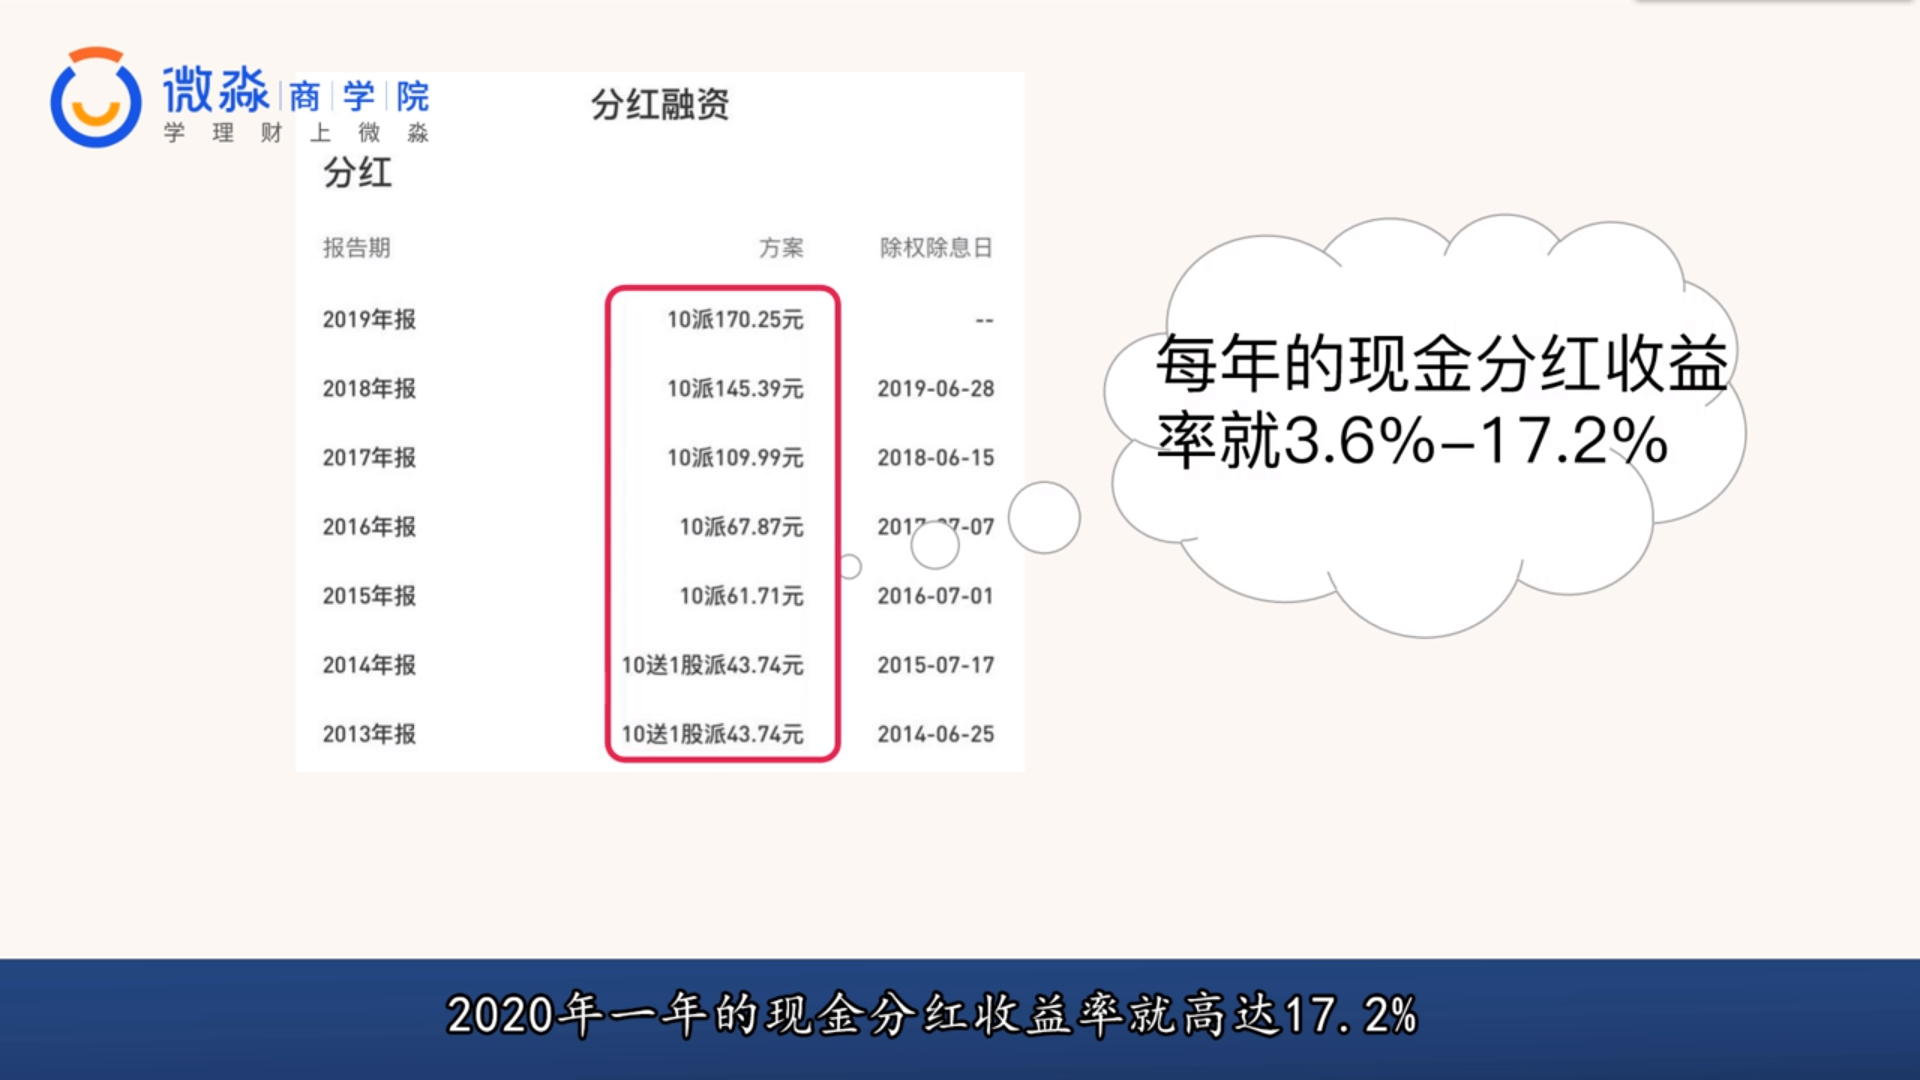 微淼 商 学 院
学 理 财 上 微 淼
分红融资
分红
报告期 方案 除权除息日
2019年报 10派170.25元 --
2018年报 10派145.39元 2019-06-28
2017年报 10派109.99元 2018-06-15
2016年报 10派67.87元 2017-07-07
2015年报 10派61.71元 2016-07-01
2014年报 10送1股派43.74元 2015-07-17
2013年报 10送1股派43.74元 2014-06-25
每年的现金分红收益
率就3.6%-17.2%
2020年一年的现金分红收益率就高达17.2%